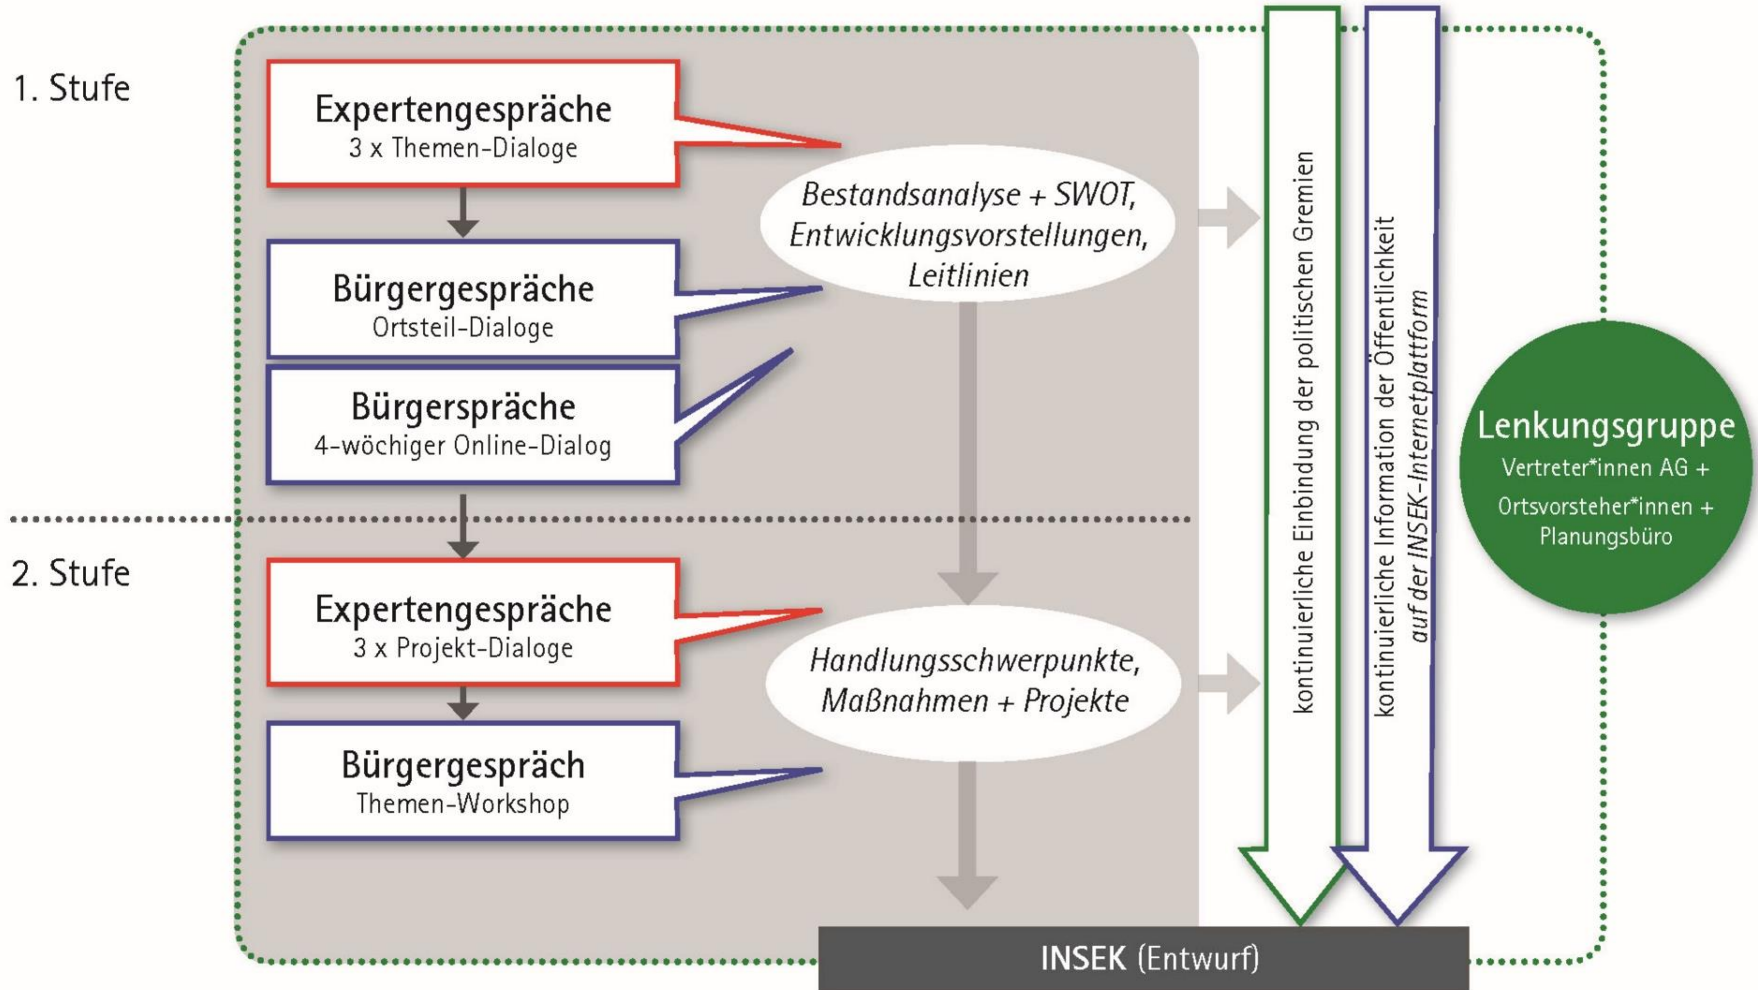 1. Stufe
Expertengespräche
3 x Themen-Dialoge
Bürgergespräche
Ortsteil-Dialoge
Bürgerspräche
4-wöchiger Online-Dialog
Bestandsanalyse + SWOT,
Entwicklungsvorstellungen,
Leitlinien
2. Stufe
Expertengespräche
3 x Projekt-Dialoge
Bürgergespräch
Themen-Workshop
Handlungsschwerpunkte,
Maßnahmen + Projekte
kontinuierliche Einbindung der politischen Gremien
kontinuierliche Information der Öffentlichkeit
auf der INSEK-Internetplattform
Lenkungsgruppe
Vertreter*innen AG +
Ortsvorsteher*innen +
Planungsbüro
INSEK (Entwurf)